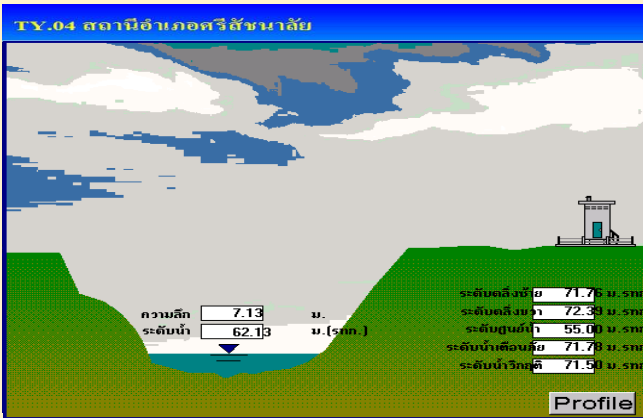 TY.04 สถานีอำเภอศรีสัชนาลัย
ความลึก 7.13 ม.
ระดับน้ำ 62.13 ม.(รทก.)
ระดับตลิ่งซ้าย 71.76 ม.รทก
ระดับตลิ่งขวา 72.39 ม.รทก
ระดับศูนย์น้ำ 55.00 ม.รทก
ระดับน้ำเตือนภัย 71.78 ม.รทก
ระดับน้ำวิกฤติ 71.50 ม.รทก
Profile